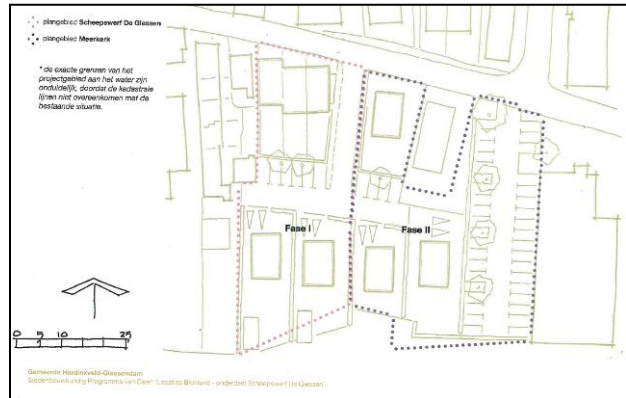 plangebied Scheepswerf De Giessen
plangebied Meerkerk
* de exacte grenzen van het
projectgebied aan het water zijn
onduidelijk, doordat de kadastrale
lijnen niet overeenkomen met de
bestaande situatie.
Fase I
Fase II
0 5 10 25
Gemeente Hardinxveld-Giessendam
Stedenbouwkundig Programma van Eisen 'Locaties Blokland - onderdeel Scheepswerf De Giessen'